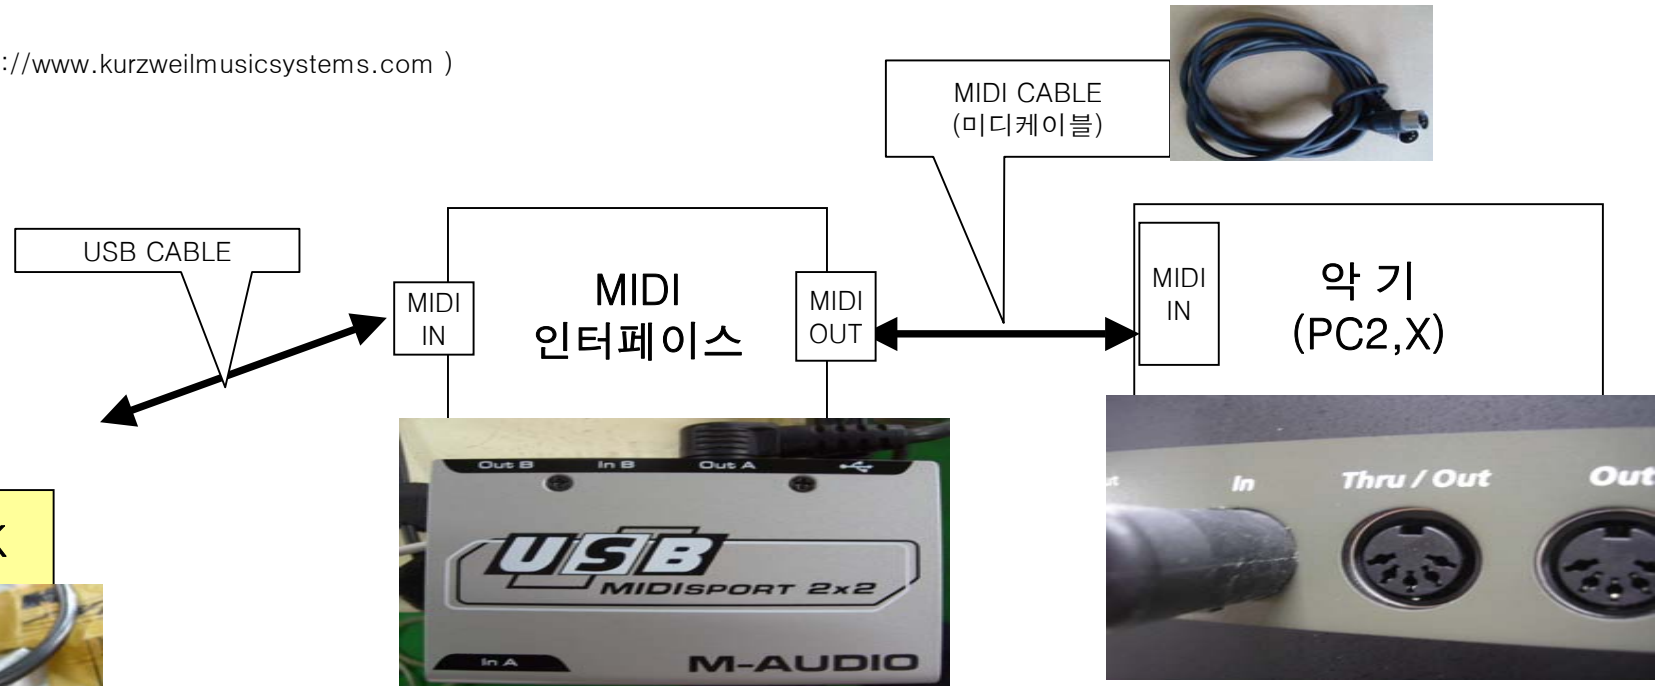 ://www.kurzweilmusicsystems.com )
MIDI CABLE
(미디케이블)
USB CABLE
MIDI
IN
MIDI
인터페이스
MIDI
OUT
MIDI
IN
악 기
(PC2,X)
Out B
In B
Out A
USB
MIDISPORT 2x2
In A
M-AUDIO
In
Thru / Out
Out